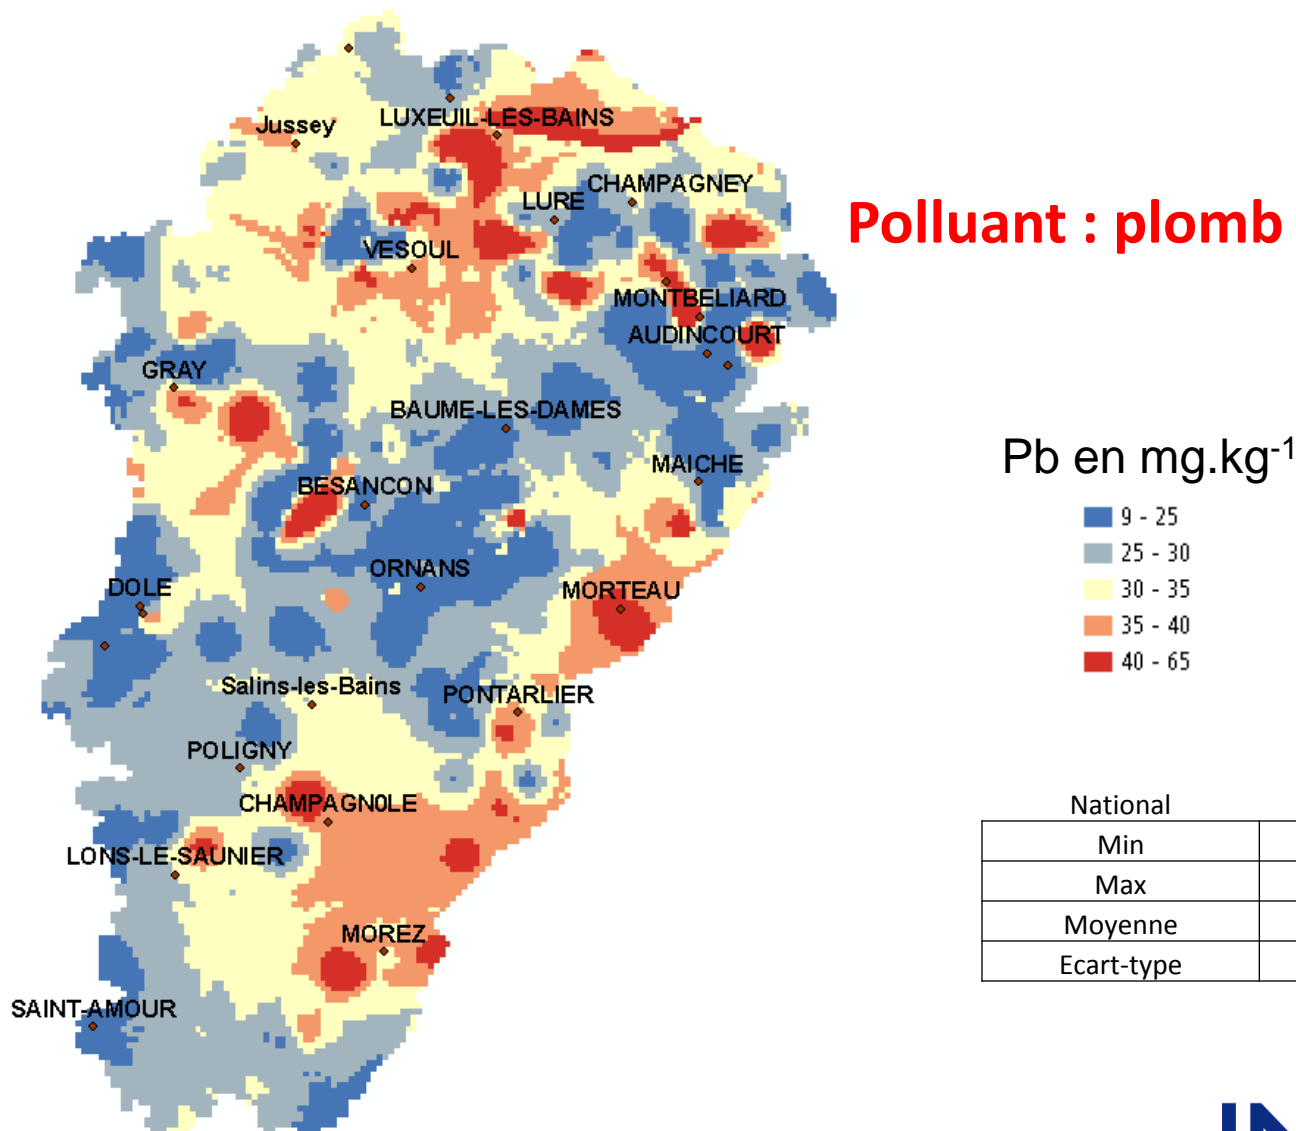 Jussey
LUXEUIL-LES-BAINS
CHAMPAGNEY
LURE
Polluant : plomb
VESOUL
MONTBELIARD
AUDINCOURT
GRAY
BAUME-LES-DAMES
Pb en mg.kg-1
MAICHE
BESANCON
9 - 25
25 - 30
ORNANS
DOLE
MORTEAU
30 - 35
35 - 40
40 - 65
Salins-les-Bains
PONTARLIER
POLIGNY
CHAMPAGNOLE
National
Min
LONS-LE-SAUNIER
Max
Moyenne
MOREZ
Ecart-type
SAINT-AMOUR